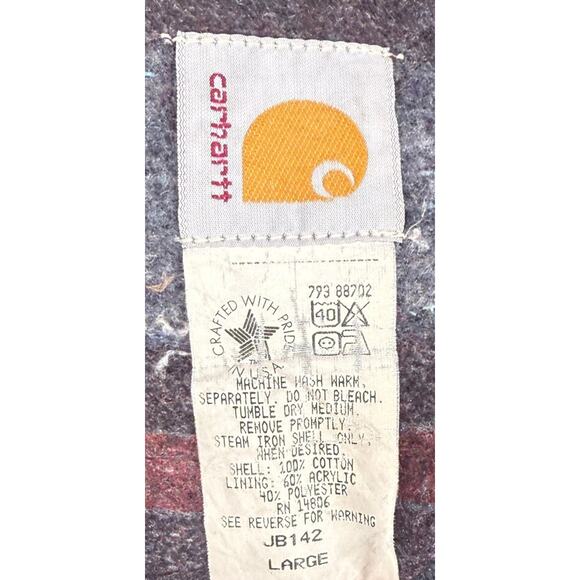 carhartt
793 88702
40
CRAFTED WITH PRIDE
IN USA
MACHINE WASH WARM,
SEPARATELY. DO NOT BLEACH.
TUMBLE DRY MEDIUM.
REMOVE PROMPTLY.
STEAM IRON SHELL ONLY,
WHEN DESIRED.
SHELL: 100% COTTON
LINING: 60% ACRYLIC
40% POLYESTER
RN 14806
SEE REVERSE FOR WARNING
JB142
LARGE